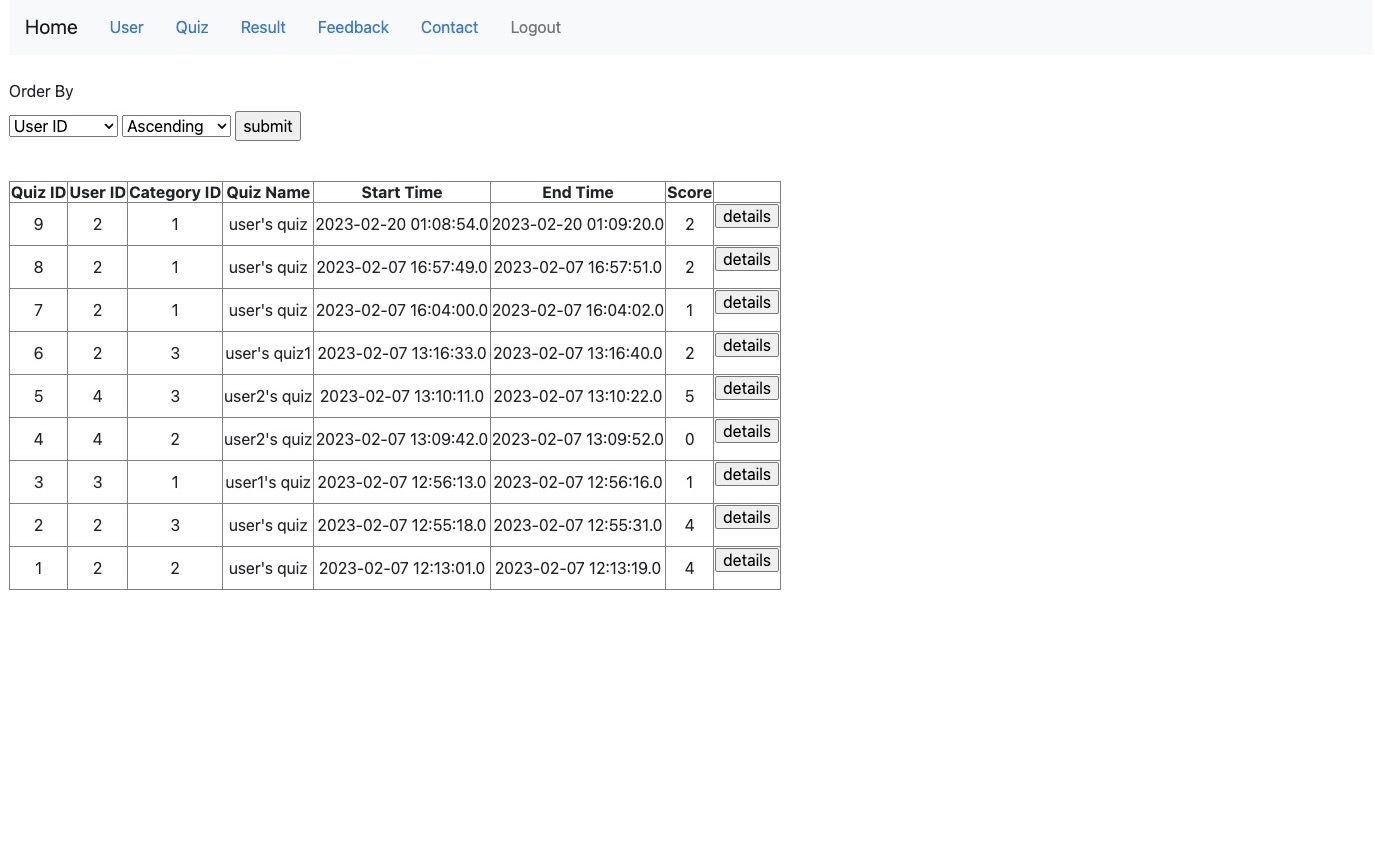 Home User Quiz Result Feedback Contact Logout
Order By
User ID Ascending submit
Quiz ID User ID Category ID Quiz Name Start Time End Time Score
9 2 1 user's quiz 2023-02-20 01:08:54.0 2023-02-20 01:09:20.0 2 details
8 2 1 user's quiz 2023-02-07 16:57:49.0 2023-02-07 16:57:51.0 2 details
7 2 1 user's quiz 2023-02-07 16:04:00.0 2023-02-07 16:04:02.0 1 details
6 2 3 user's quiz1 2023-02-07 13:16:33.0 2023-02-07 13:16:40.0 2 details
5 4 3 user2's quiz 2023-02-07 13:10:11.0 2023-02-07 13:10:22.0 5 details
4 4 2 user2's quiz 2023-02-07 13:09:42.0 2023-02-07 13:09:52.0 0 details
3 3 1 user1's quiz 2023-02-07 12:56:13.0 2023-02-07 12:56:16.0 1 details
2 2 3 user's quiz 2023-02-07 12:55:18.0 2023-02-07 12:55:31.0 4 details
1 2 2 user's quiz 2023-02-07 12:13:01.0 2023-02-07 12:13:19.0 4 details